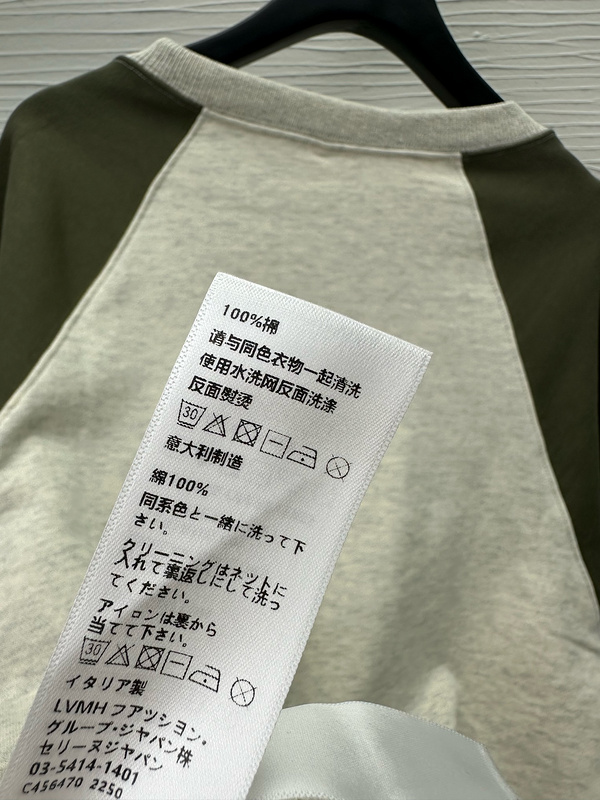 100%棉
请与同色衣物一起清洗
使用水洗网反面洗涤
反面熨烫
30
意大利制造
綿100%
同系色と一緒に洗って下
さい。
クリーニングはネットに
入れて裏返しにして洗っ
てください。
アイロンは裏から
当てて下さい。
30
イタリア製
LVMH ファッション・
グループ・ジャパン株
セリーヌジャパン
03-5414-1401
C456470 2250